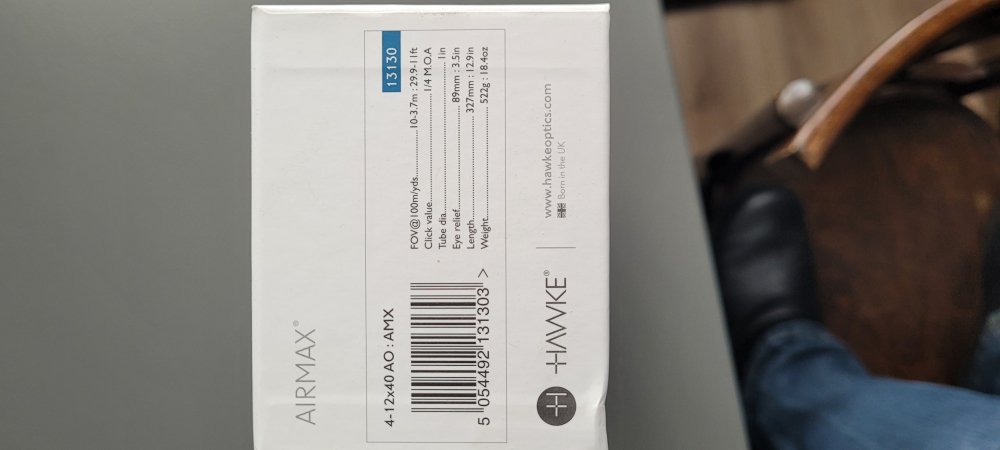 AIRMAX®
4-12x40 AO : AMX
13130
5 054492 131303 >
FOV@100m/yds..........10-3.7m : 29.9-11ft
Click value..........1/4 M.O.A
Tube dia..........1in
Eye relief..........89mm : 3.5in
Length..........327mm : 12.9in
Weight..........522g : 18.4oz
HAWKE®
www.hawkeoptics.com
Born in the UK